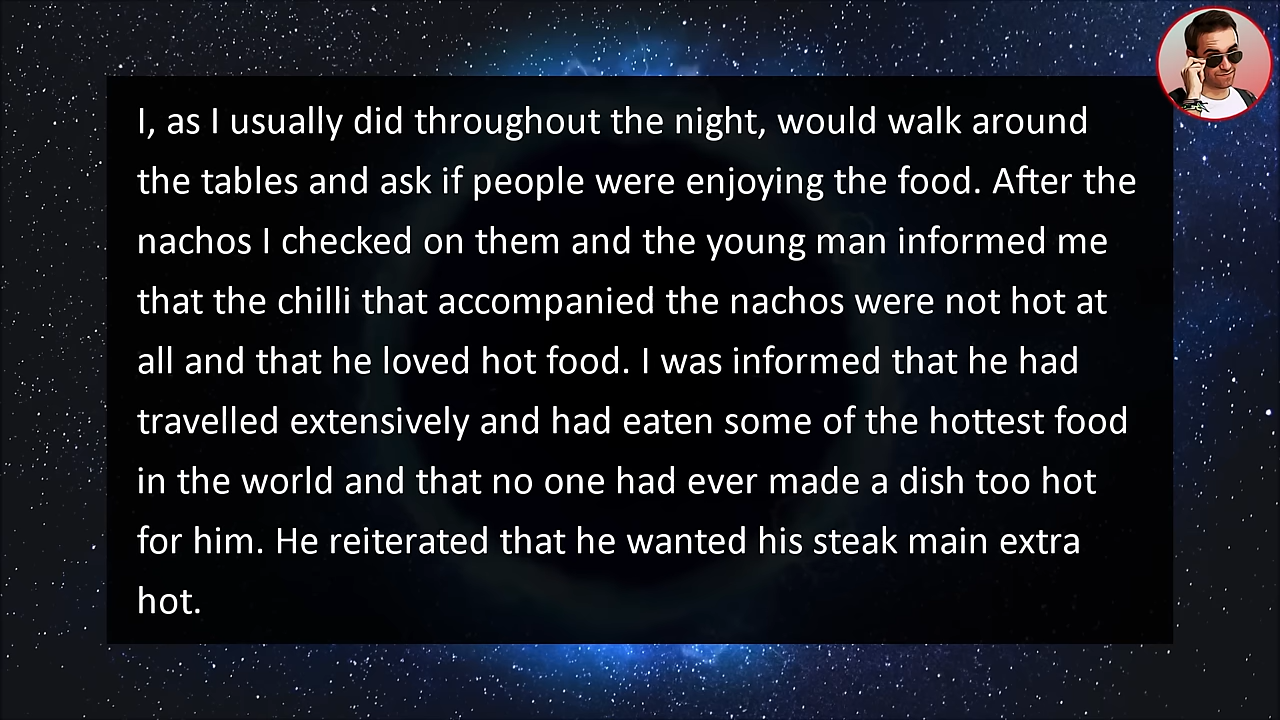 I, as I usually did throughout the night, would walk around
the tables and ask if people were enjoying the food. After the
nachos I checked on them and the young man informed me
that the chilli that accompanied the nachos were not hot at
all and that he loved hot food. I was informed that he had
travelled extensively and had eaten some of the hottest food
in the world and that no one had ever made a dish too hot
for him. He reiterated that he wanted his steak main extra
hot.